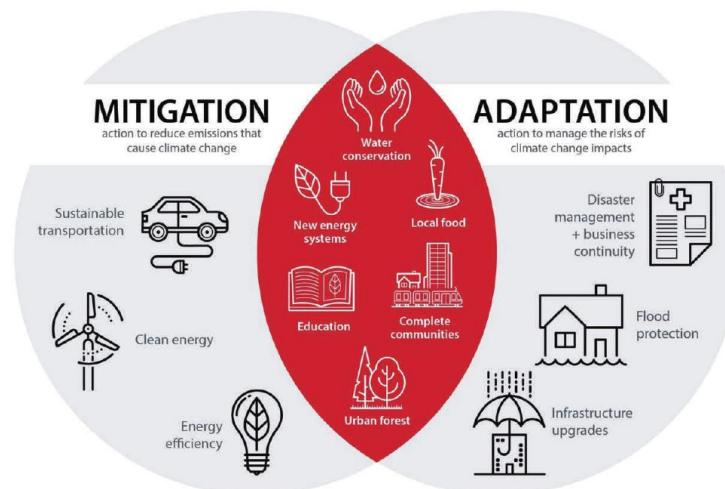 MITIGATION
action to reduce emissions that
cause climate change
Sustainable
transportation
Clean energy
Energy
efficiency
Water
conservation
New energy
systems
Local food
Education
Complete
communities
Urban forest
ADAPTATION
action to manage the risks of
climate change impacts
Disaster
management
+ business
continuity
Flood
protection
Infrastructure
upgrades